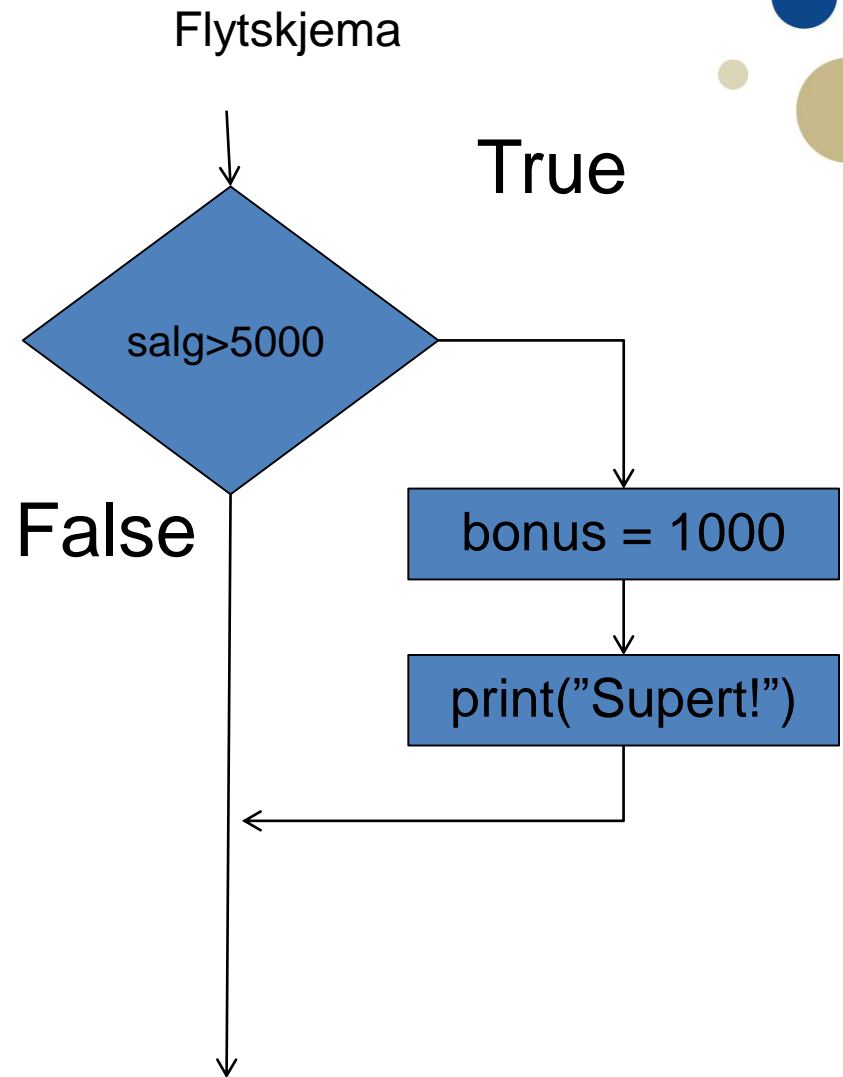 Flytskjema
True
salg>5000
False
bonus = 1000
print(”Supert!”)